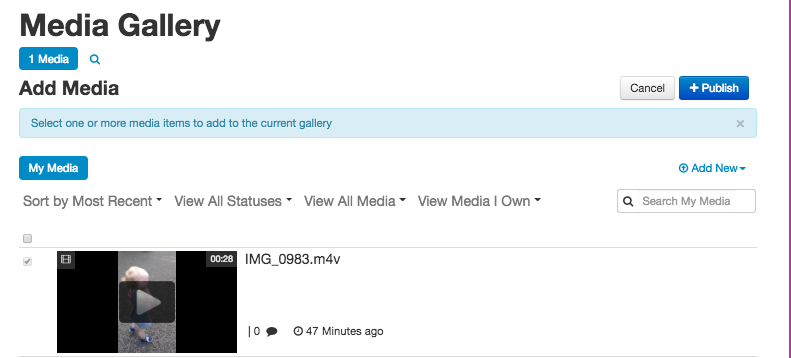 Media Gallery
1 Media
Add Media
Cancel
+ Publish
Select one or more media items to add to the current gallery
×
My Media
Add New
Sort by Most Recent View All Statuses View All Media View Media I Own
Search My Media
00:28
IMG_0983.m4v
| 0 47 Minutes ago